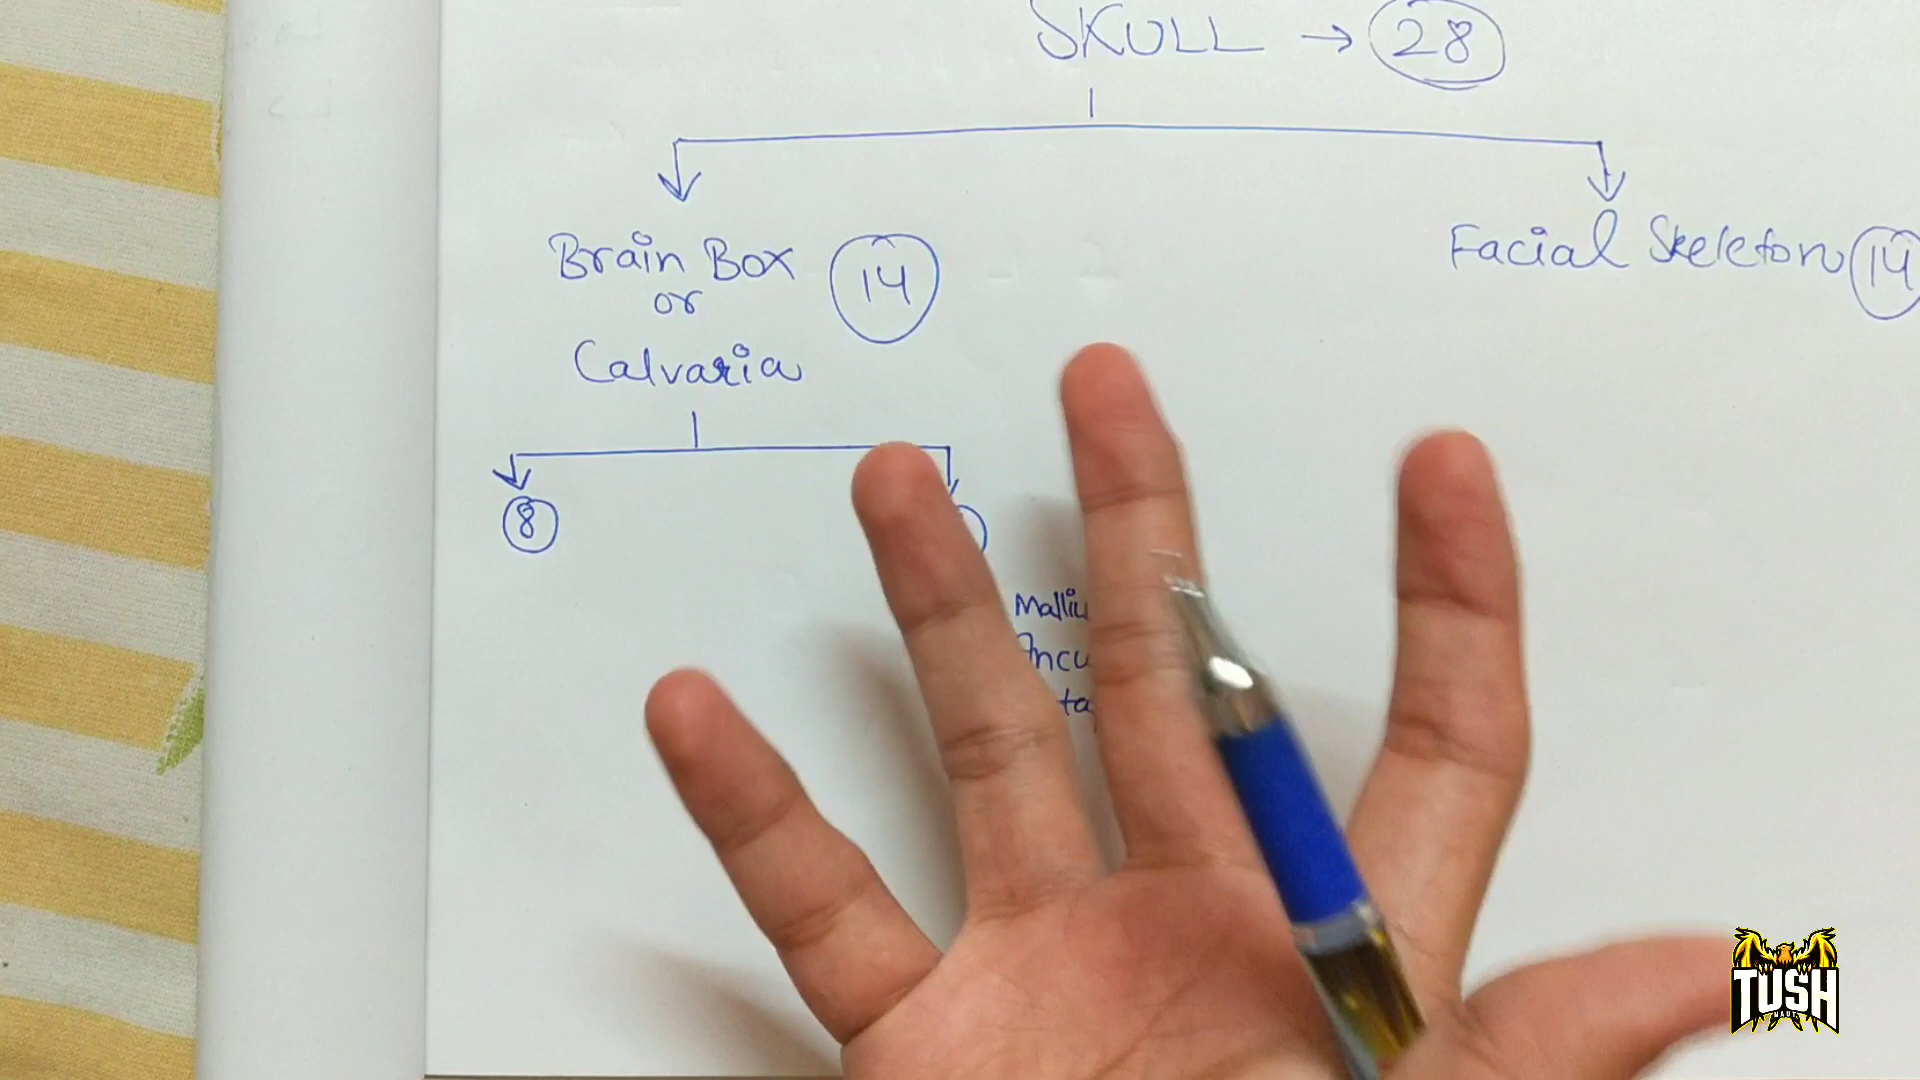 SKULL → 28
Brain Box 14
or
Calvaria
Facial Skeleton 14
8
TUSH